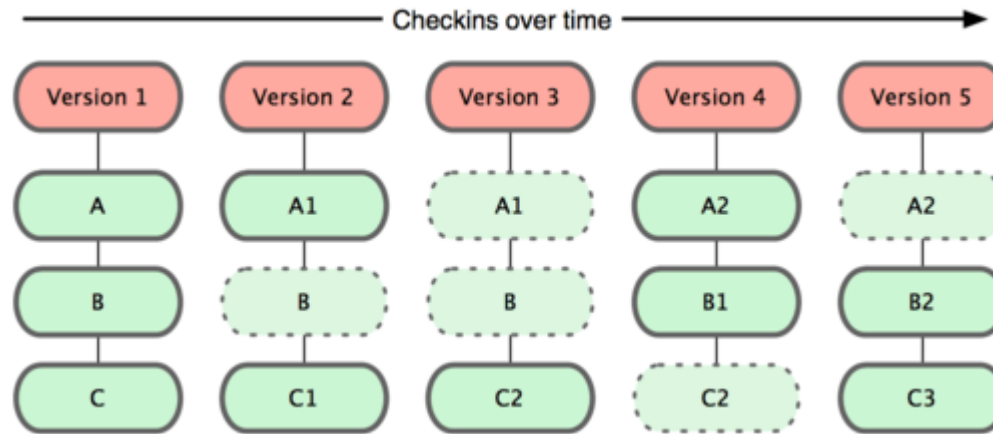 Checkins over time
Version 1 Version 2 Version 3 Version 4 Version 5
A A1 A1 A2 A2
B B B B1 B2
C C1 C2 C2 C3